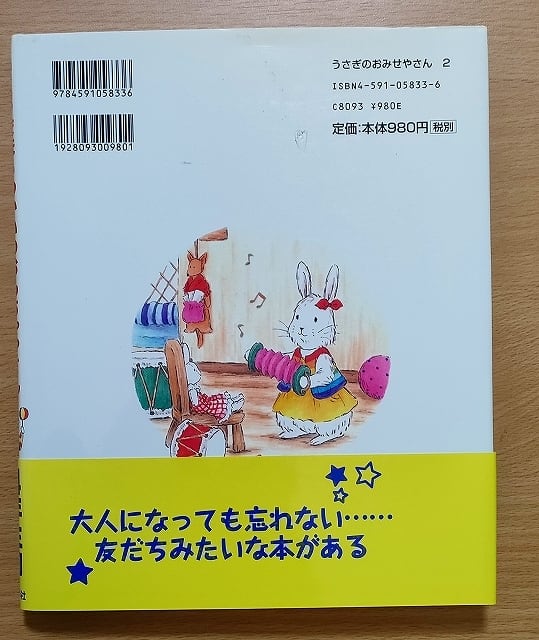 9784591058336
1928093009801
うさぎのおみせやさん 2
ISBN4-591-05833-6
C8093 ¥980E
定価:本体980円 税別
大人になっても忘れない……
友だちみたいな本がある
社